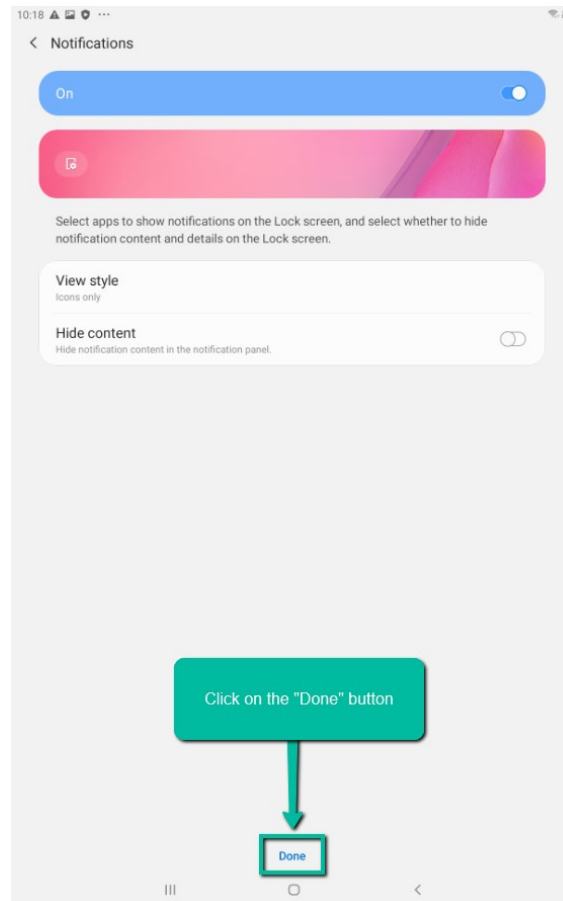 10:18
Notifications
On
Select apps to show notifications on the Lock screen, and select whether to hide
notification content and details on the Lock screen.
View style
Icons only
Hide content
Hide notification content in the notification panel.
Click on the "Done" button
Done